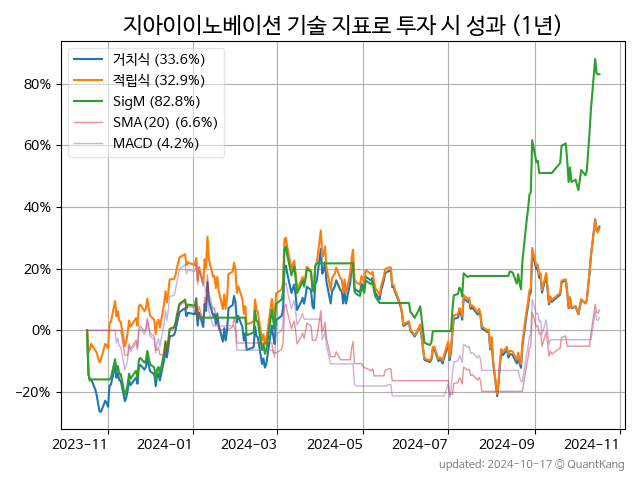 지아이이노베이션 기술 지표로 투자 시 성과 (1년)
거치식 (33.6%)
적립식 (32.9%)
SigM (82.8%)
SMA(20) (6.6%)
MACD (4.2%)
80%
60%
40%
20%
0%
−20%
2023-11 2024-01 2024-03 2024-05 2024-07 2024-09 2024-11
updated: 2024-10-17 © QuantKang